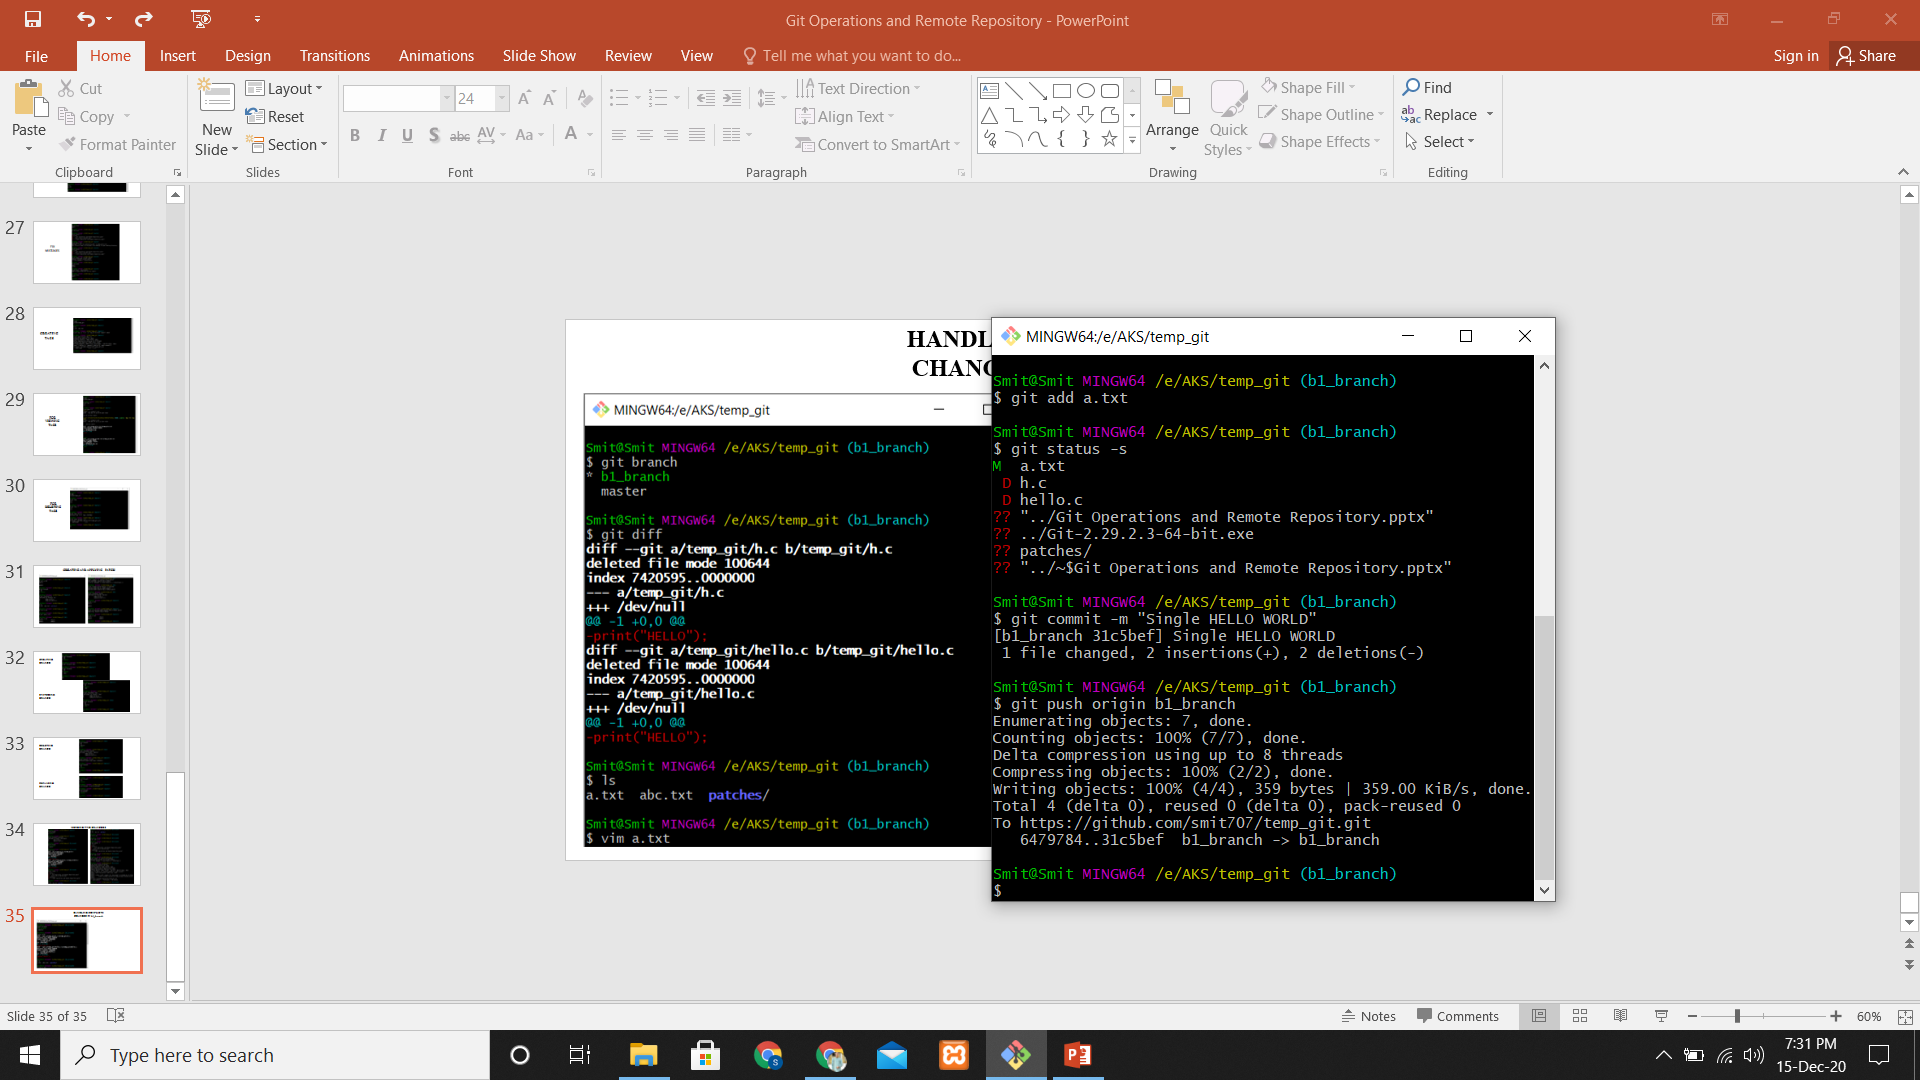 Git Operations and Remote Repository - PowerPoint
File Home Insert Design Transitions Animations Slide Show Review View Tell me what you want to do... Sign in Share
Paste
Cut
Copy
Format Painter
Clipboard
New Slide
Layout
Reset
Section
Slides
24
B I U S abc AV Aa A
Font
Text Direction
Align Text
Convert to SmartArt
Paragraph
Arrange
Quick Styles
Shape Fill
Shape Outline
Shape Effects
Drawing
Find
Replace
Select
Editing
27
28
29
30
31
32
33
34
35
HANDL
CHANG
MINGW64:/e/AKS/temp_git
Smit@Smit MINGW64 /e/AKS/temp_git (b1_branch)
$ git branch
* b1_branch
master
Smit@Smit MINGW64 /e/AKS/temp_git (b1_branch)
$ git diff
diff --git a/temp_git/h.c b/temp_git/h.c
deleted file mode 100644
index 7420595..0000000
--- a/temp_git/h.c
+++ /dev/null
@@ -1 +0,0 @@
-print("HELLO");
diff --git a/temp_git/hello.c b/temp_git/hello.c
deleted file mode 100644
index 7420595..0000000
--- a/temp_git/hello.c
+++ /dev/null
@@ -1 +0,0 @@
-print("HELLO");
Smit@Smit MINGW64 /e/AKS/temp_git (b1_branch)
$ ls
a.txt abc.txt patches/
Smit@Smit MINGW64 /e/AKS/temp_git (b1_branch)
$ vim a.txt
MINGW64:/e/AKS/temp_git
Smit@Smit MINGW64 /e/AKS/temp_git (b1_branch)
$ git add a.txt
Smit@Smit MINGW64 /e/AKS/temp_git (b1_branch)
$ git status -s
M a.txt
D h.c
D hello.c
?? "../Git Operations and Remote Repository.pptx"
?? ../Git-2.29.2.3-64-bit.exe
?? patches/
?? "../~$Git Operations and Remote Repository.pptx"
Smit@Smit MINGW64 /e/AKS/temp_git (b1_branch)
$ git commit -m "Single HELLO WORLD"
[b1_branch 31c5bef] Single HELLO WORLD
1 file changed, 2 insertions(+), 2 deletions(-)
Smit@Smit MINGW64 /e/AKS/temp_git (b1_branch)
$ git push origin b1_branch
Enumerating objects: 7, done.
Counting objects: 100% (7/7), done.
Delta compression using up to 8 threads
Compressing objects: 100% (2/2), done.
Writing objects: 100% (4/4), 359 bytes | 359.00 KiB/s, done.
Total 4 (delta 0), reused 0 (delta 0), pack-reused 0
To https://github.com/smit707/temp_git.git
6479784..31c5bef b1_branch -> b1_branch
Smit@Smit MINGW64 /e/AKS/temp_git (b1_branch)
$
Slide 35 of 35
Notes Comments 60%
Type here to search
7:31 PM
15-Dec-20